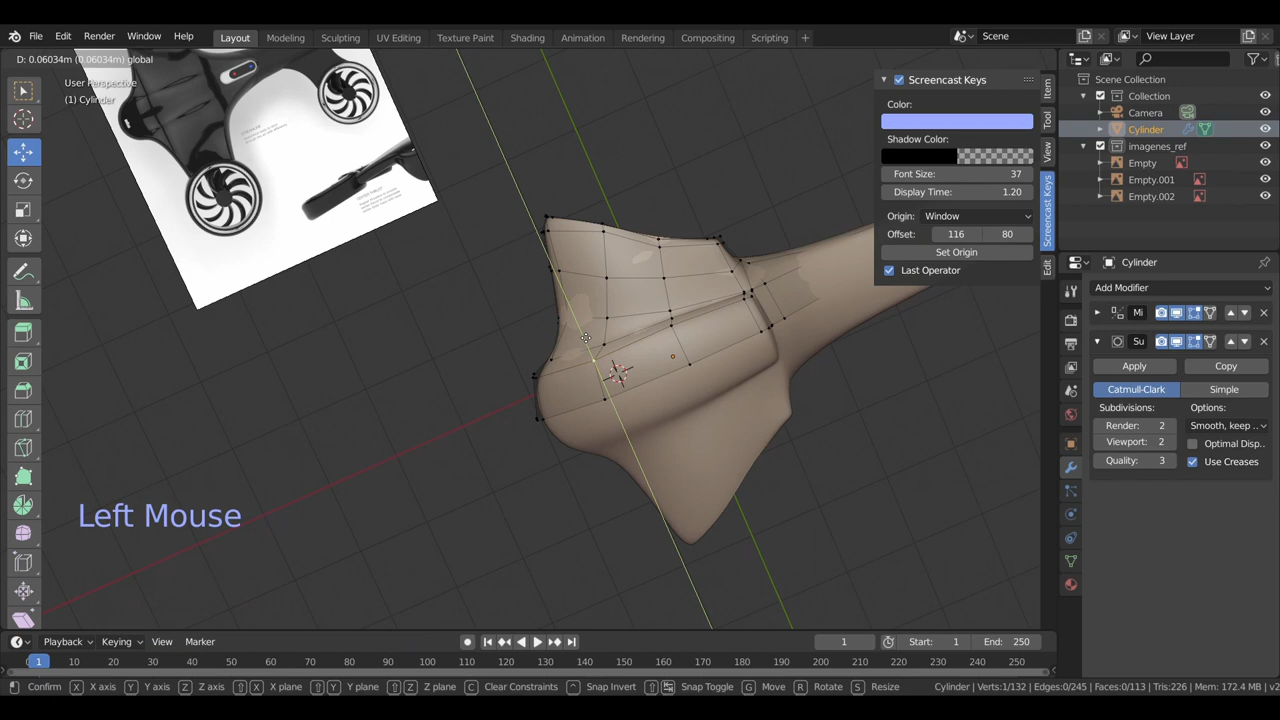 File Edit Render Window Help Layout Modeling Sculpting UV Editing Texture Paint Shading Animation Rendering Compositing Scripting + Scene View Layer
D: 0.06034m (0.06034m) global
User Perspective
(1) Cylinder
Screencast Keys
Color:
Shadow Color:
Font Size: 37
Display Time: 1.20
Origin: Window
Offset: 116 80
Set Origin
Last Operator
Item
Tool
View
Screencast Keys
Edit
Scene Collection
Collection
Camera
Cylinder
imagenes_ref
Empty
Empty.001
Empty.002
Cylinder
Add Modifier
Mi
Su
Apply Copy
Catmull-Clark Simple
Subdivisions: Options:
Render: 2 Smooth, keep ..
Viewport: 2 Optimal Disp..
Quality: 3 Use Creases
Left Mouse
Playback Keying View Marker 1 Start: 1 End: 250
1 10 20 30 40 50 60 70 80 90 100 110 120 130 140 150 160 170 180 190 200 210 220 230 240 250
Confirm X X axis Y Y axis Z Z axis X X plane Y Y plane Z Z plane C Clear Constraints Snap Invert Snap Toggle G Move R Rotate S Resize Cylinder | Verts:1/132 | Edges:0/245 | Faces:0/113 | Tris:226 | Mem: 172.4 MB | v2